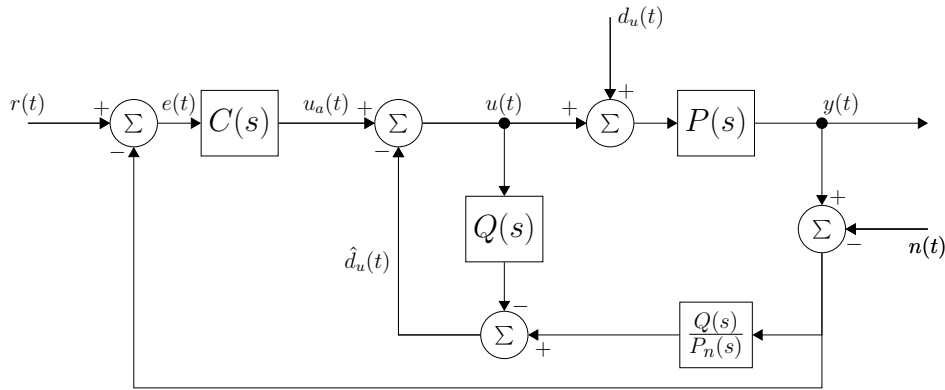 d_u(t)
r(t) + Σ e(t) C(s) u_a(t) + Σ u(t) + Σ + P(s) y(t)
− −
Q(s) + Σ −
n(t)
d̂_u(t)
− Σ + Q(s)/P_n(s)